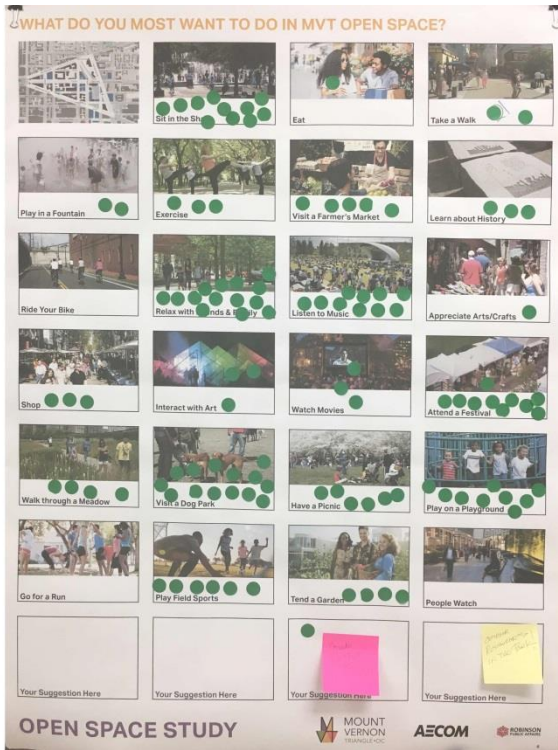 WHAT DO YOU MOST WANT TO DO IN MVT OPEN SPACE?
Sit in the
Eat
Take a Walk
Play in a Fountain
Exercise
Visit a Farmer's Market
Learn about History
Ride Your Bike
Relax with &
Listen to Music
Appreciate Arts/Crafts
Shop
Interact with Art
Watch Movies
Attend a Festival
Walk through a Meadow
Visit a Dog Park
Have a Picnic
Play on a Playground
Go for a Run
Play Field Sports
Tend a Garden
People Watch
Your Suggestion Here
Your Suggestion Here
Your Suggestion Here
Your Suggestion Here
OPEN SPACE STUDY
MOUNT
VERNON
TRIANGLE•DC
AECOM
ROBINSON
PUBLIC AFFAIRS